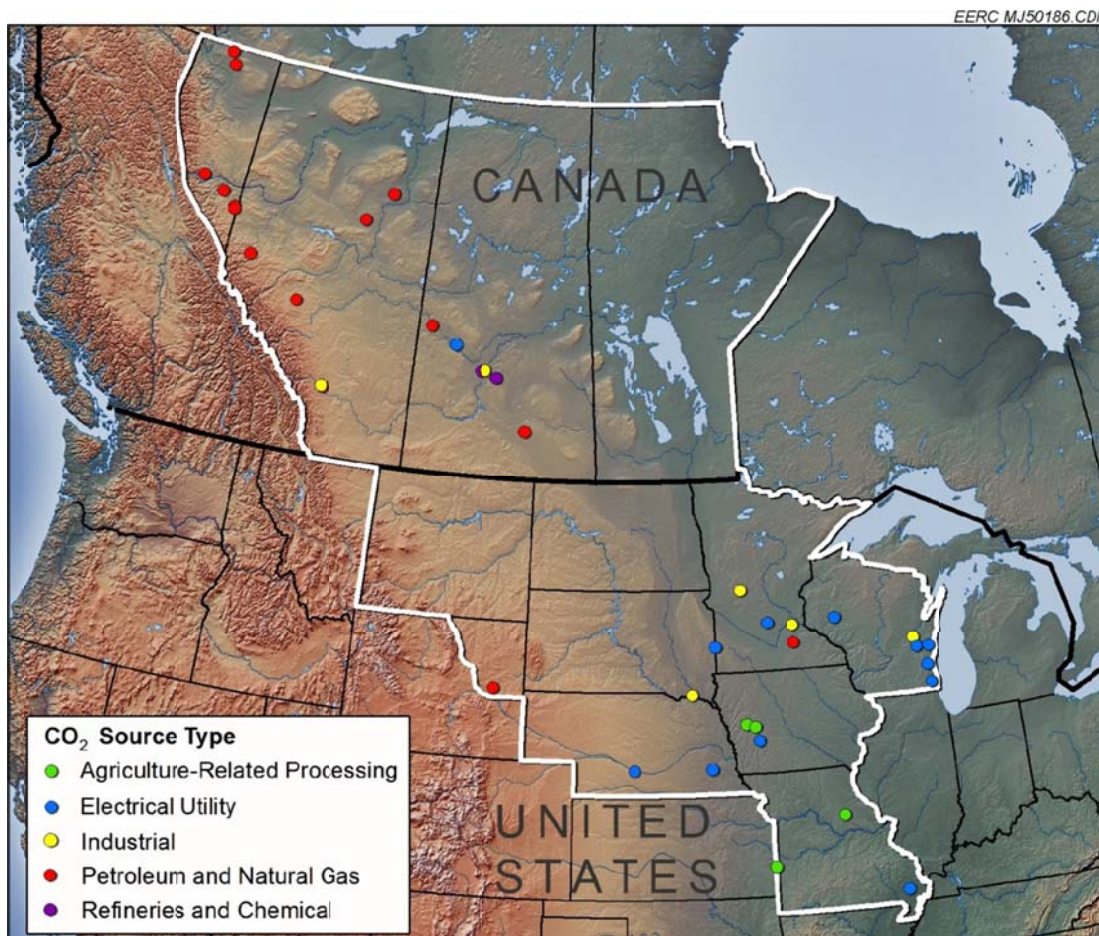 EERC MJ50186.CDR
CANADA
UNITED
STATES
CO₂ Source Type
Agriculture-Related Processing
Electrical Utility
Industrial
Petroleum and Natural Gas
Refineries and Chemical